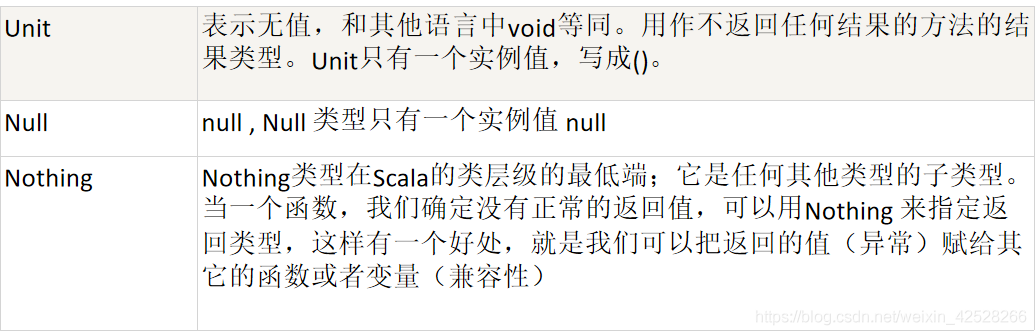 Unit
表示无值，和其他语言中void等同。用作不返回任何结果的方法的结
果类型。Unit只有一个实例值，写成()。
Null
null , Null 类型只有一个实例值 null
Nothing
Nothing类型在Scala的类层级的最低端；它是任何其他类型的子类型。
当一个函数，我们确定没有正常的返回值，可以用Nothing 来指定返
回类型，这样有一个好处，就是我们可以把返回的值（异常）赋给其
它的函数或者变量（兼容性）
https://blog.csdn.net/weixin_42528266